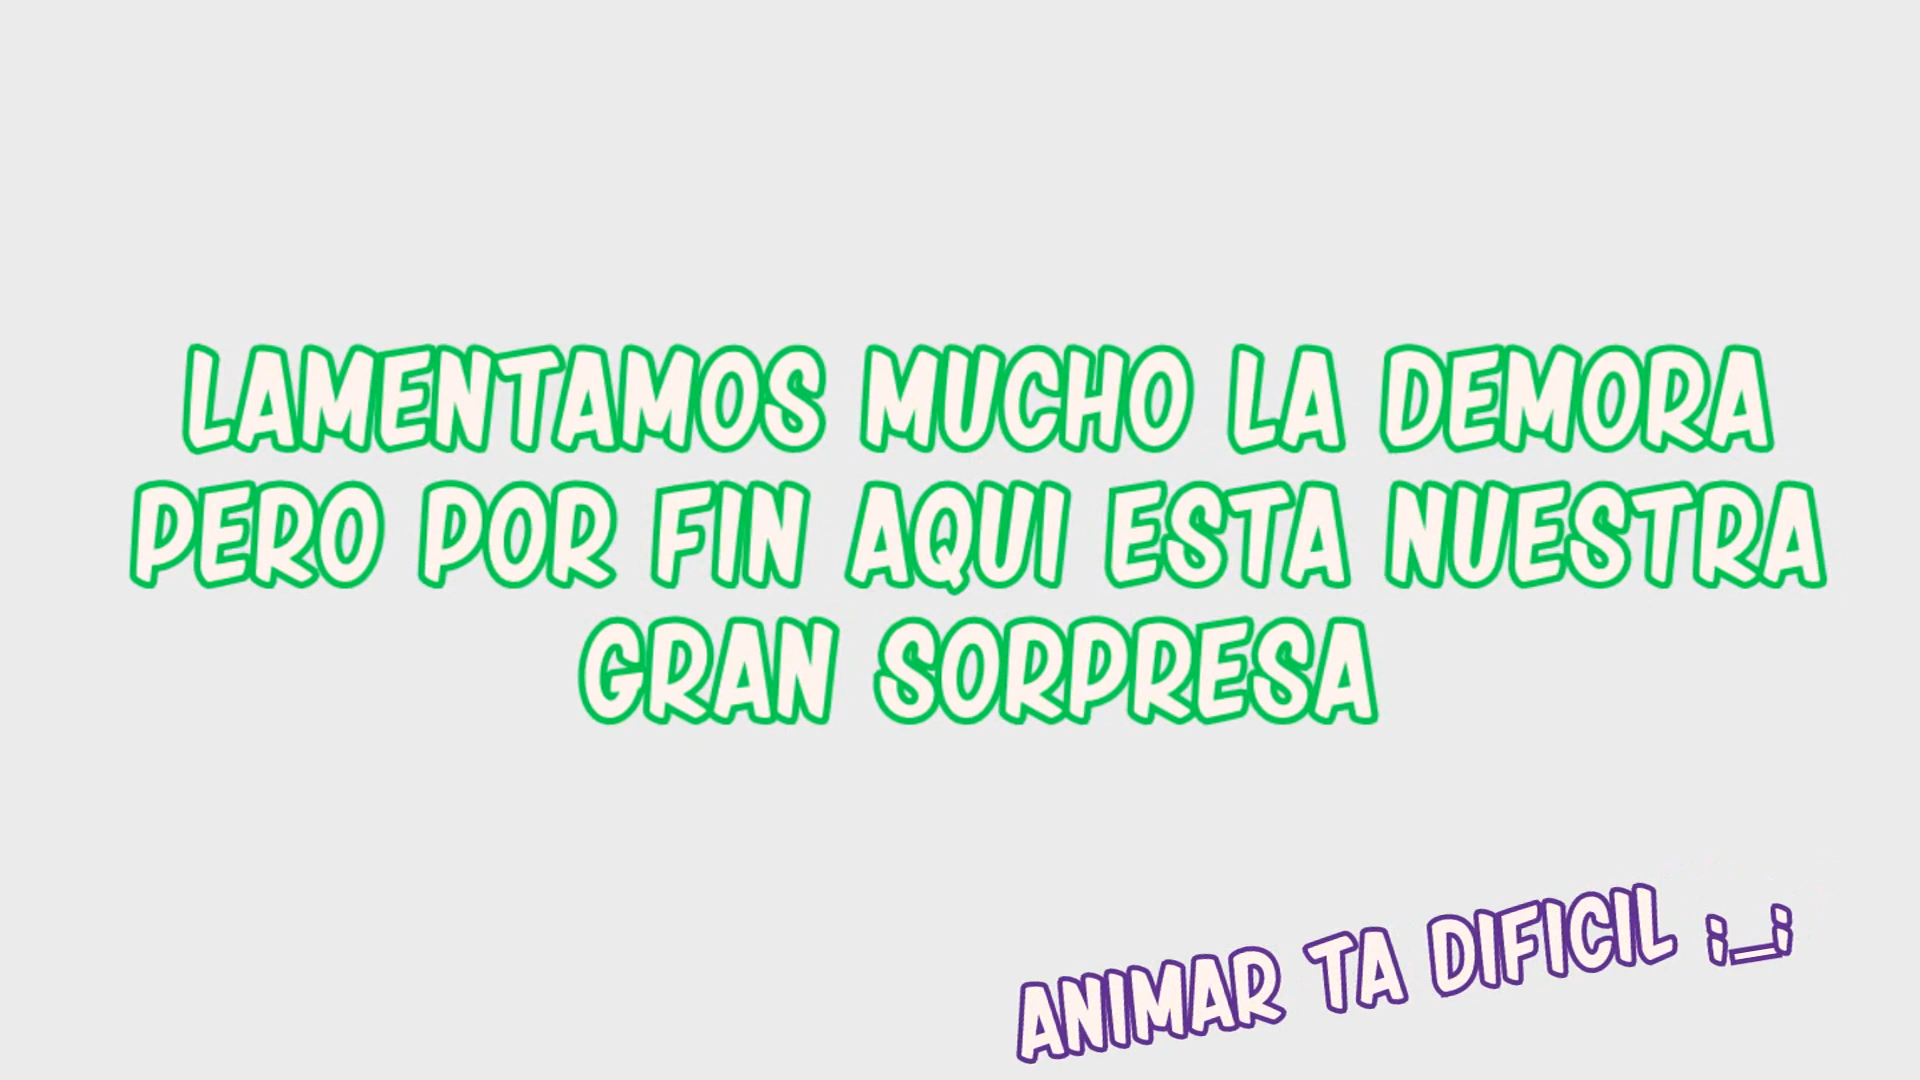 LAMENTAMOS MUCHO LA DEMORA
PERO POR FIN AQUI ESTA NUESTRA
GRAN SORPRESA
ANIMAR TA DIFICIL ;_;